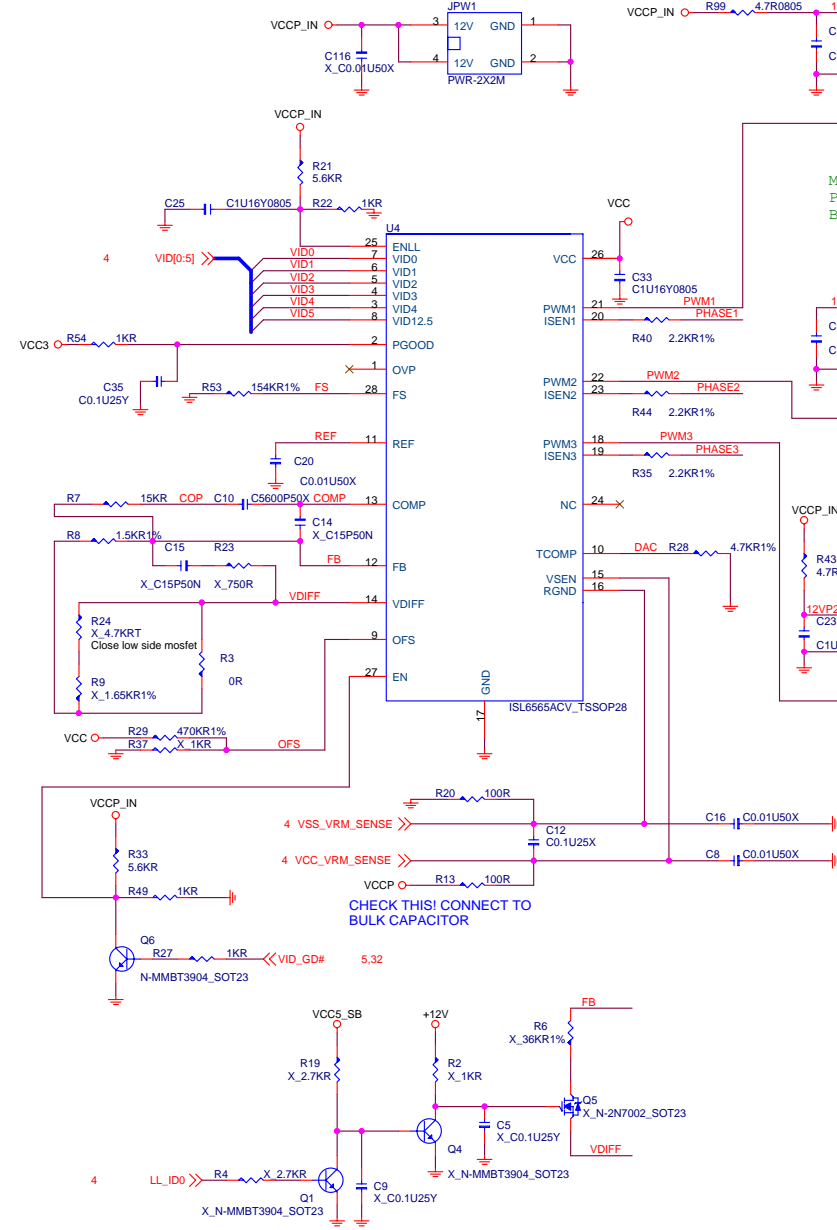 JPW1
VCCP_IN
3
12V
GND
1
4
12V
GND
2
PWR-2X2M
C116
X_C0.01U50X
VCCP_IN
R99
4.7R0805
1
C
C
VCCP_IN
R21
5.6KR
C25
C1U16Y0805
R22
1KR
M
P
B
VCC
C33
C1U16Y0805
U4
4
VID[0:5]
VID0
VID1
VID2
VID3
VID4
VID5
25
ENLL
7
VID0
6
VID1
5
VID2
4
VID3
3
VID4
8
VID12.5
2
PGOOD
1
OVP
28
FS
11
REF
13
COMP
12
FB
14
VDIFF
9
OFS
27
EN
VCC
26
PWM1
21
PWM1
ISEN1
20
PHASE1
R40
2.2KR1%
PWM2
22
PWM2
ISEN2
23
PHASE2
R44
2.2KR1%
PWM3
18
PWM3
ISEN3
19
PHASE3
R35
2.2KR1%
NC
24
TCOMP
10
DAC
R28
4.7KR1%
VSEN
15
RGND
16
GND
17
ISL6565ACV_TSSOP28
1
C
C
VCC3
R54
1KR
C35
C0.1U25Y
R53
154KR1%
FS
REF
C20
C0.01U50X
R7
15KR
COP
C10
C5600P50X
COMP
C14
X_C15P50N
R8
1.5KR1%
C15
X_C15P50N
R23
X_750R
FB
VDIFF
R24
X_4.7KRT
Close low side mosfet
R3
0R
R9
X_1.65KR1%
VCC
R29
470KR1%
R37
X_1KR
OFS
VCCP_IN
R43
4.7R
12VP2
C23
C1U
VCCP_IN
R33
5.6KR
R49
1KR
Q6
R27
1KR
VID_GD#
5,32
N-MMBT3904_SOT23
R20
100R
4
VSS_VRM_SENSE
C12
C0.1U25X
4
VCC_VRM_SENSE
VCCP
R13
100R
C16
C0.01U50X
C8
C0.01U50X
CHECK THIS! CONNECT TO
BULK CAPACITOR
VCC5_SB
+12V
R19
X_2.7KR
R2
X_1KR
FB
R6
X_36KR1%
Q5
X_N-2N7002_SOT23
VDIFF
C5
X_C0.1U25Y
Q4
X_N-MMBT3904_SOT23
4
LL_ID0
R4
X_2.7KR
Q1
X_N-MMBT3904_SOT23
C9
X_C0.1U25Y